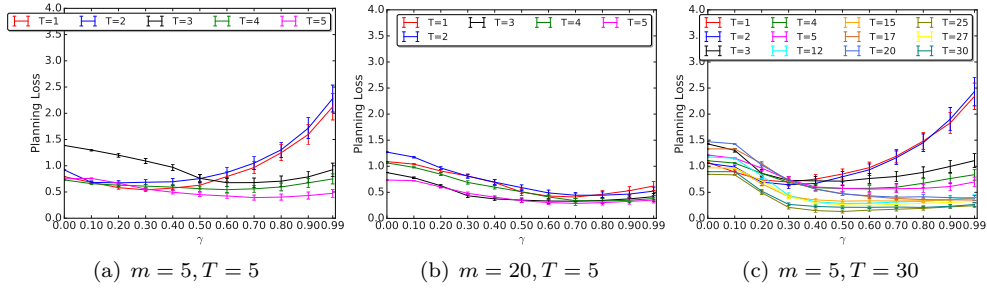 T=1 T=2 T=3 T=4 T=5
Planning Loss
4.0
3.5
3.0
2.5
2.0
1.5
1.0
0.5
0.0
0.00 0.10 0.20 0.30 0.40 0.50 0.60 0.70 0.80 0.90 0.99
γ
(a) m = 5, T = 5
T=1 T=3 T=4 T=5
T=2
Planning Loss
4.0
3.5
3.0
2.5
2.0
1.5
1.0
0.5
0.0
0.00 0.10 0.20 0.30 0.40 0.50 0.60 0.70 0.80 0.90 0.99
γ
(b) m = 20, T = 5
T=1 T=4 T=15 T=25
T=2 T=5 T=17 T=27
T=3 T=12 T=20 T=30
Planning Loss
4.0
3.5
3.0
2.5
2.0
1.5
1.0
0.5
0.0
0.00 0.10 0.20 0.30 0.40 0.50 0.60 0.70 0.80 0.90 0.99
γ
(c) m = 5, T = 30